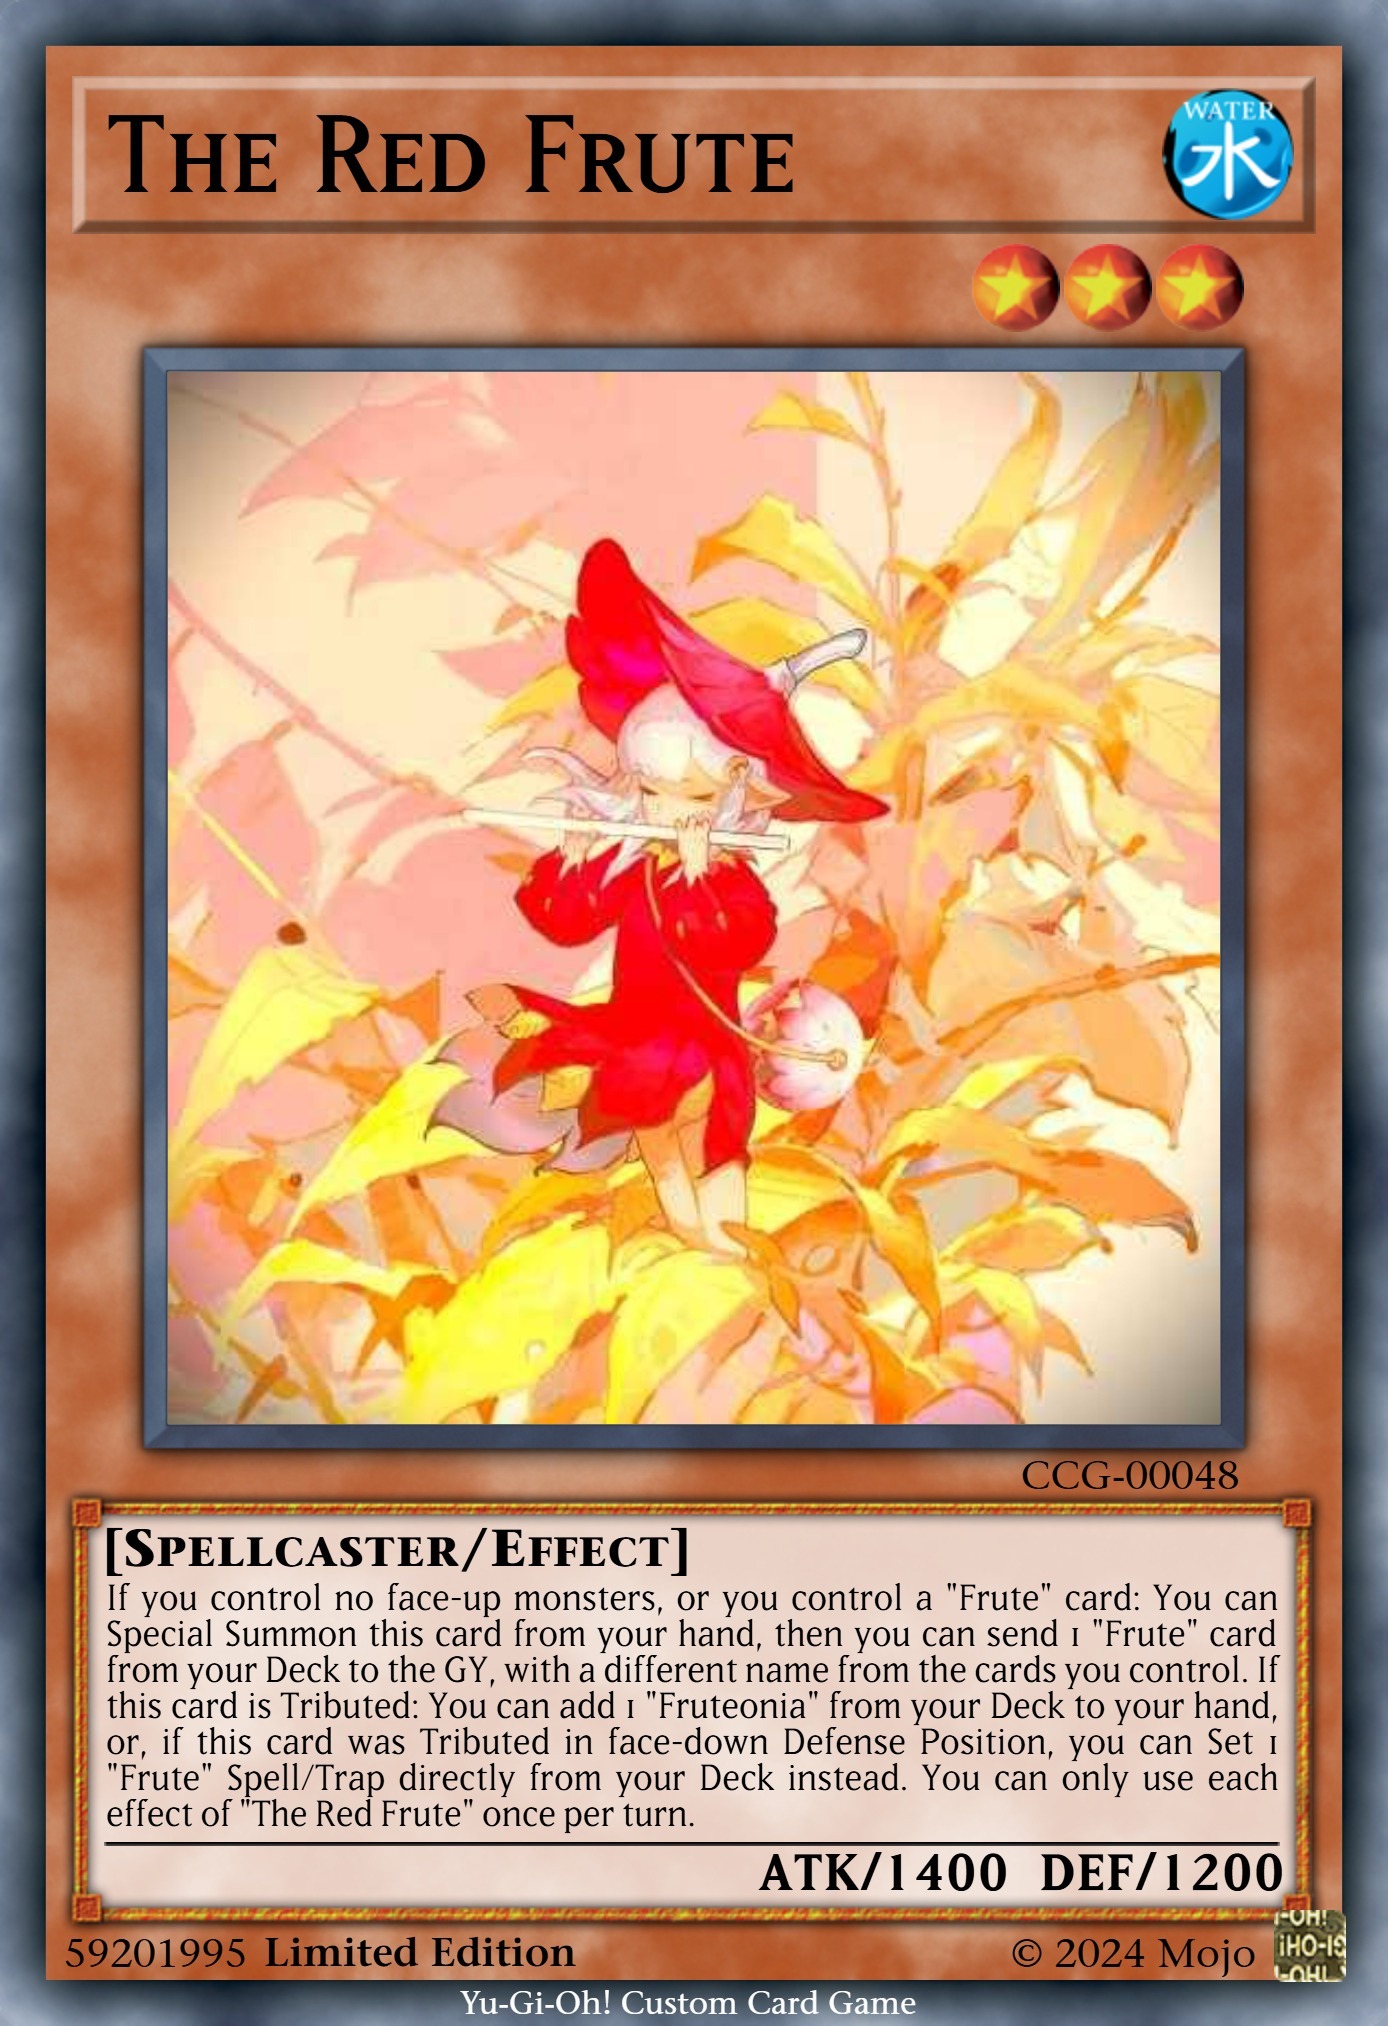 The Red Frute
WATER
水
CCG-00048
[Spellcaster/Effect]
If you control no face-up monsters, or you control a "Frute" card: You can
Special Summon this card from your hand, then you can send 1 "Frute" card
from your Deck to the GY, with a different name from the cards you control. If
this card is Tributed: You can add 1 "Fruteonia" from your Deck to your hand,
or, if this card was Tributed in face-down Defense Position, you can Set 1
"Frute" Spell/Trap directly from your Deck instead. You can only use each
effect of "The Red Frute" once per turn.
ATK/1400 DEF/1200
59201995 Limited Edition
© 2024 Mojo
Yu-Gi-Oh! Custom Card Game